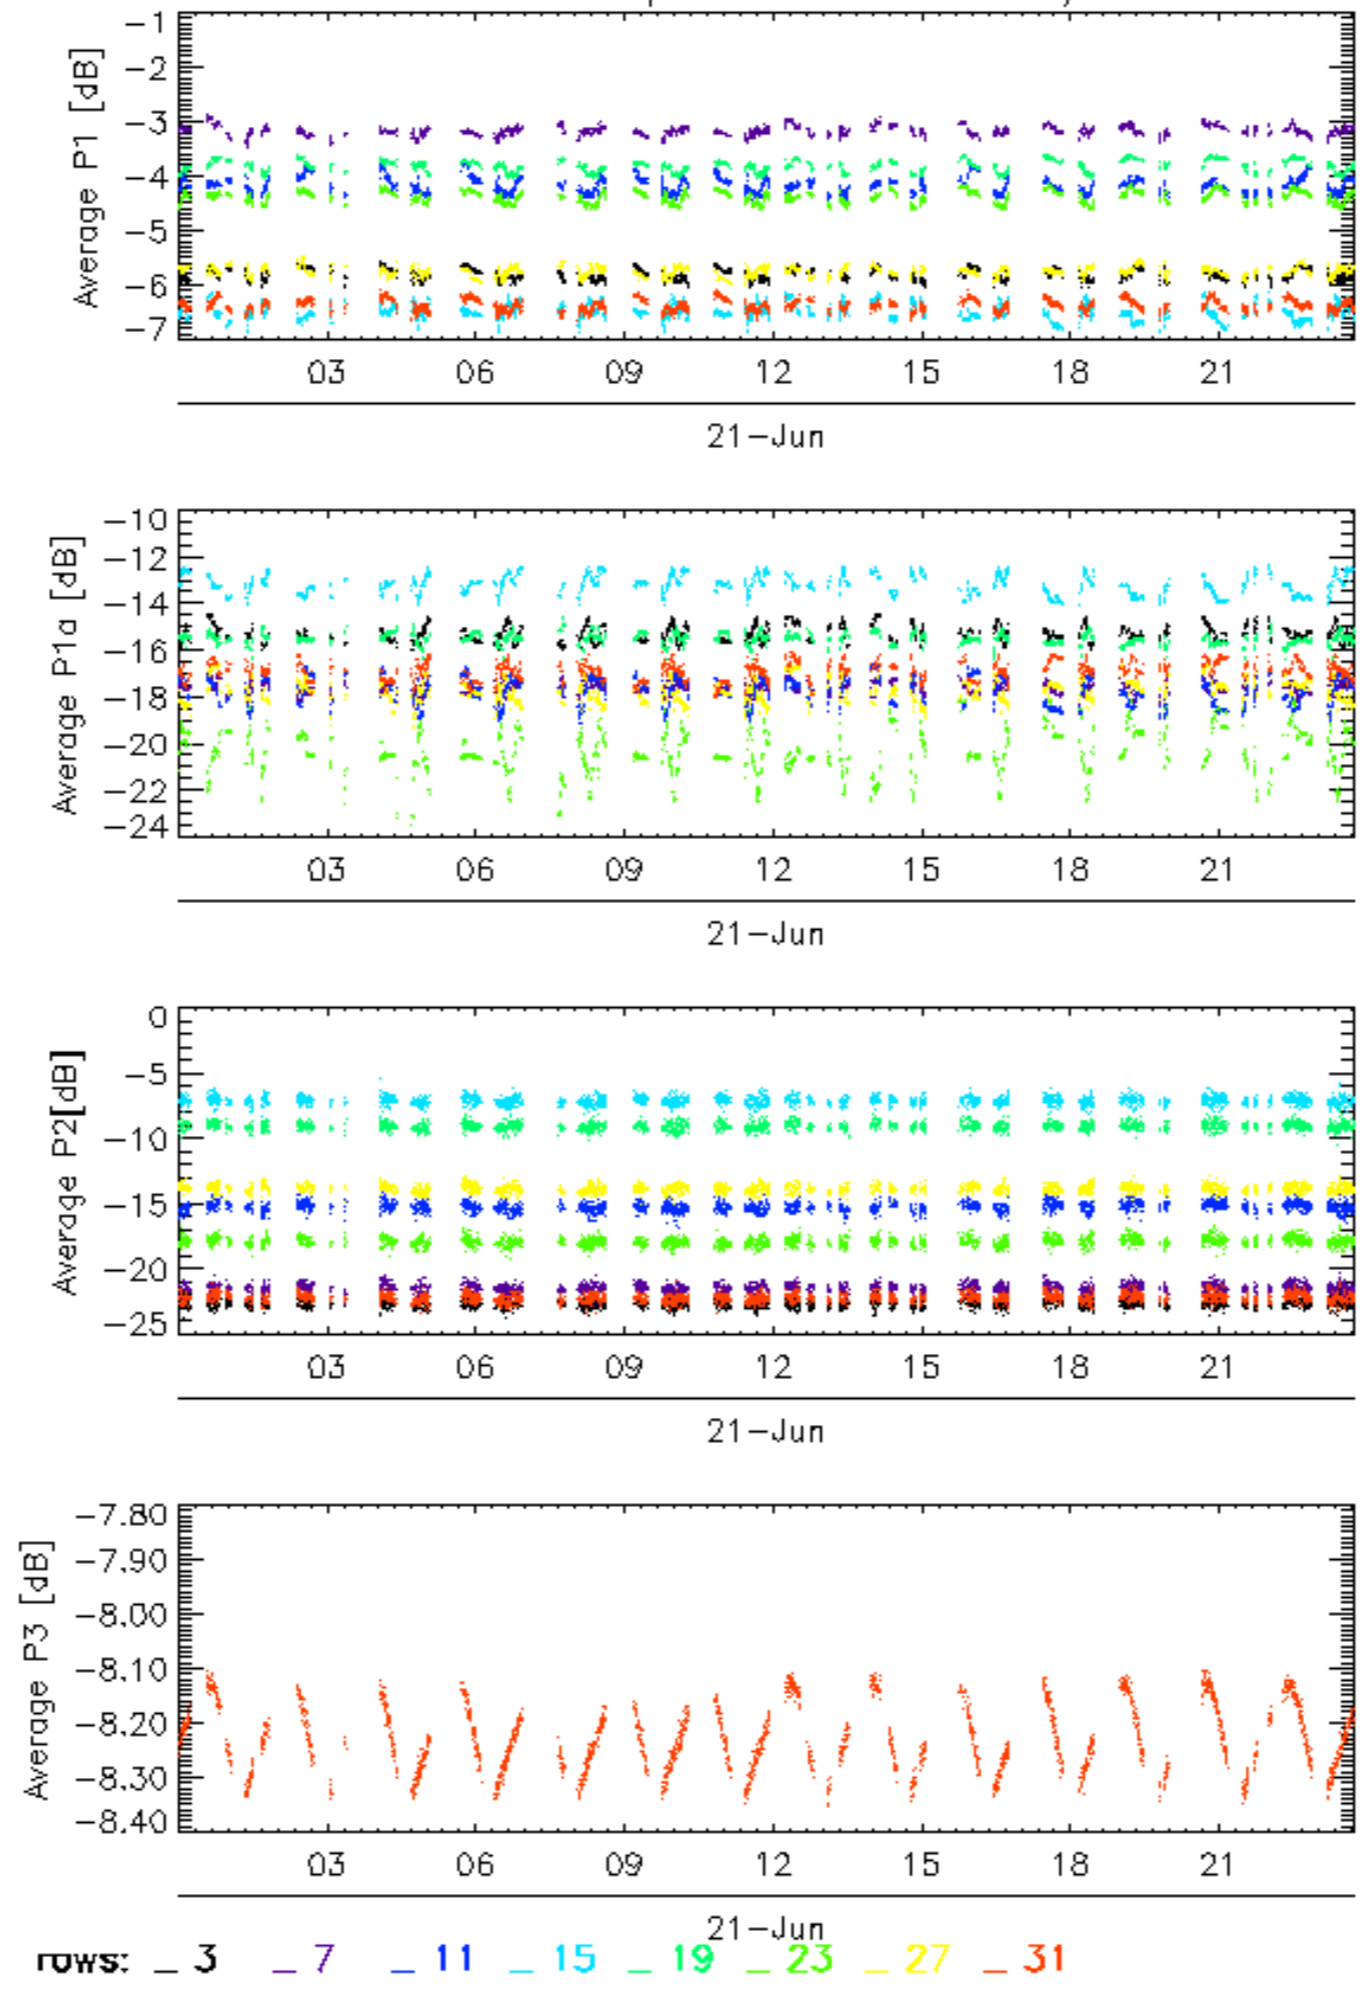 Average P1 [dB]
-1
-2
-3
-4
-5
-6
-7
03 06 09 12 15 18 21
21-Jun
Average P1a [dB]
-10
-12
-14
-16
-18
-20
-22
-24
03 06 09 12 15 18 21
21-Jun
Average P2[dB]
0
-5
-10
-15
-20
-25
03 06 09 12 15 18 21
21-Jun
Average P3 [dB]
-7.80
-7.90
-8.00
-8.10
-8.20
-8.30
-8.40
03 06 09 12 15 18 21
21-Jun
rows: _ 3 _ 7 _ 11 _ 15 _ 19 _ 23 _ 27 _ 31